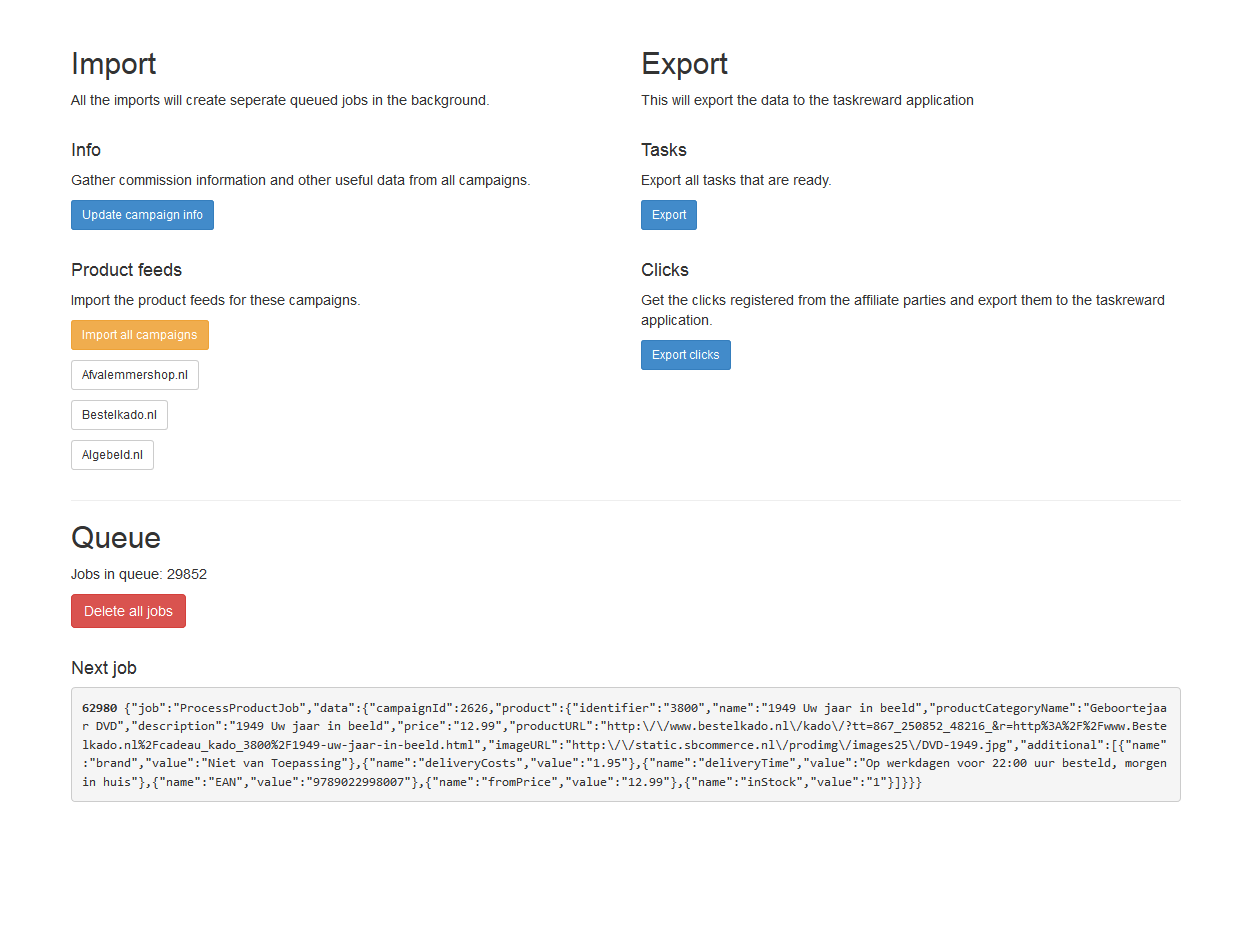 Import
All the imports will create seperate queued jobs in the background.
Info
Gather commission information and other useful data from all campaigns.
Update campaign info
Product feeds
Import the product feeds for these campaigns.
Import all campaigns
Afvalemmershop.nl
Bestelkado.nl
Algebeld.nl
Export
This will export the data to the taskreward application
Tasks
Export all tasks that are ready.
Export
Clicks
Get the clicks registered from the affiliate parties and export them to the taskreward
application.
Export clicks
Queue
Jobs in queue: 29852
Delete all jobs
Next job
62980 {"job":"ProcessProductJob","data":{"campaignId":2626,"product":{"identifier":"3800","name":"1949 Uw jaar in beeld","productCategoryName":"Geboortejaa
r DVD","description":"1949 Uw jaar in beeld","price":"12.99","productURL":"http:\/\/www.bestelkado.nl\/kado\/?tt=867_250852_48216_&r=http%3A%2F%2Fwww.Beste
lkado.nl%2Fcadeau_kado_3800%2F1949-uw-jaar-in-beeld.html","imageURL":"http:\/\/static.sbcommerce.nl\/prodimg\/images25\/DVD-1949.jpg","additional":[{"name"
:"brand","value":"Niet van Toepassing"},{"name":"deliveryCosts","value":"1.95"},{"name":"deliveryTime","value":"Op werkdagen voor 22:00 uur besteld, morgen
in huis"},{"name":"EAN","value":"9789022998007"},{"name":"fromPrice","value":"12.99"},{"name":"inStock","value":"1"}]}}}